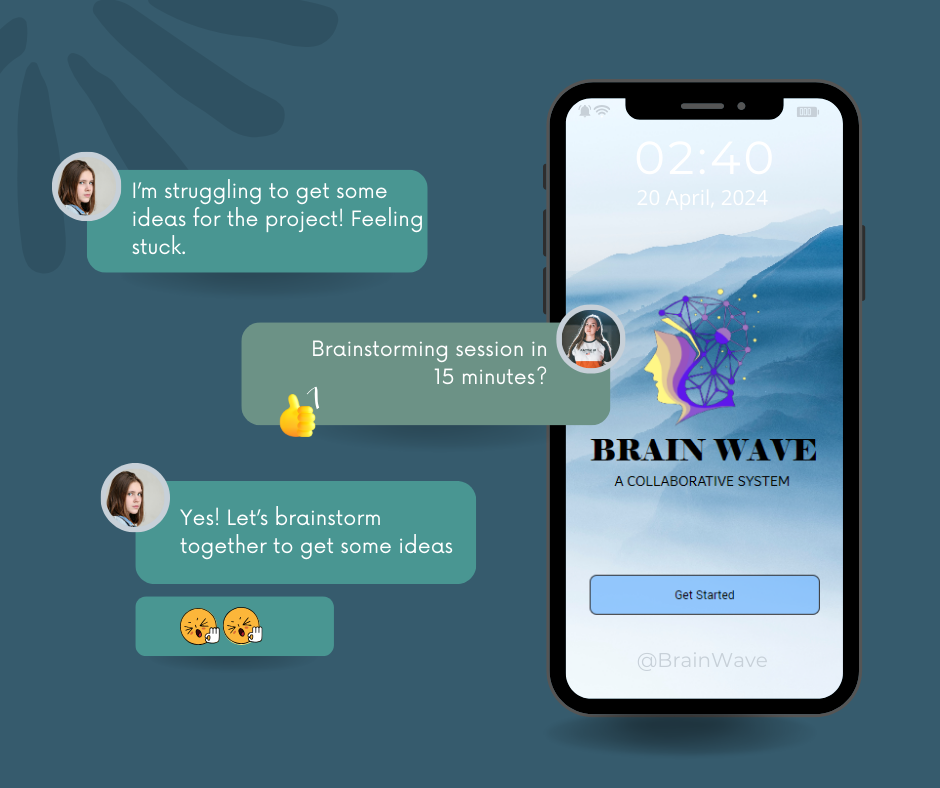 I'm struggling to get some
ideas for the project! Feeling
stuck.
Brainstorming session in
15 minutes?
1
Yes! Let's brainstorm
together to get some ideas
02:40
20 April, 2024
BRAIN WAVE
A COLLABORATIVE SYSTEM
Get Started
@BrainWave